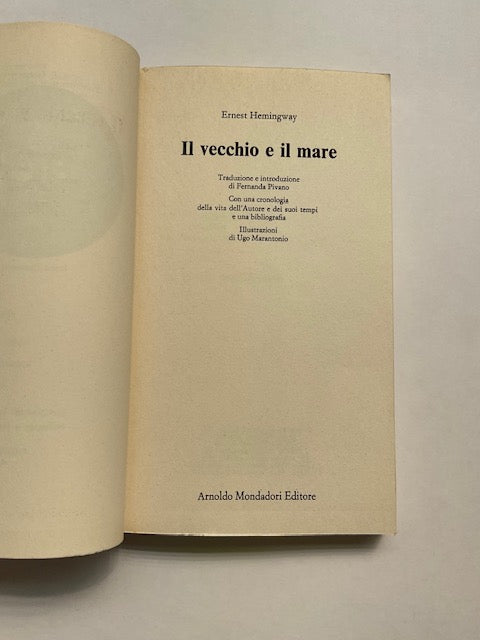 Ernest Hemingway
Il vecchio e il mare
Traduzione e introduzione
di Fernanda Pivano
Con una cronologia
della vita dell'Autore e dei suoi tempi
e una bibliografia
Illustrazioni
di Ugo Marantonio
Arnoldo Mondadori Editore